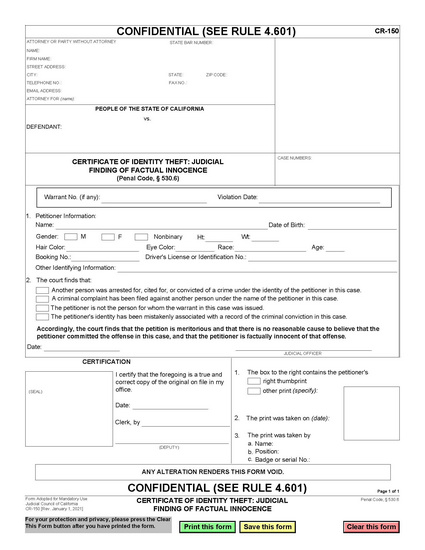 CONFIDENTIAL (SEE RULE 4.601)
CR-150
ATTORNEY OR PARTY WITHOUT ATTORNEY
STATE BAR NUMBER:
NAME:
FIRM NAME:
STREET ADDRESS:
CITY:
STATE:
ZIP CODE:
TELEPHONE NO.:
FAX NO.:
EMAIL ADDRESS:
ATTORNEY FOR (name):
PEOPLE OF THE STATE OF CALIFORNIA
vs.
DEFENDANT:
CERTIFICATE OF IDENTITY THEFT: JUDICIAL
FINDING OF FACTUAL INNOCENCE
(Penal Code, § 530.6)
CASE NUMBERS:
Warrant No. (if any):
Violation Date:
1. Petitioner Information:
Name:
Date of Birth:
Gender: M F Nonbinary Ht: Wt:
Hair Color: Eye Color: Race: Age:
Booking No.: Driver's License or Identification No.:
Other Identifying Information:
2. The court finds that:
Another person was arrested for, cited for, or convicted of a crime under the identity of the petitioner in this case.
A criminal complaint has been filed against another person under the name of the petitioner in this case.
The petitioner is not the person for whom the warrant in this case was issued.
The petitioner's identity has been mistakenly associated with a record of the criminal conviction in this case.
Accordingly, the court finds that the petition is meritorious and that there is no reasonable cause to believe that the
petitioner committed the offense in this case, and that the petitioner is factually innocent of that offense.
Date:
JUDICIAL OFFICER
CERTIFICATION
(SEAL)
I certify that the foregoing is a true and
correct copy of the original on file in my
office.
Date:
Clerk, by
(DEPUTY)
1. The box to the right contains the petitioner's
right thumbprint
other print (specify):
2. The print was taken on (date):
3. The print was taken by
a. Name:
b. Position:
c. Badge or serial No.:
ANY ALTERATION RENDERS THIS FORM VOID.
CONFIDENTIAL (SEE RULE 4.601)
Page 1 of 1
Form Adopted for Mandatory Use
Judicial Council of California
CR-150 [Rev. January 1, 2021]
CERTIFICATE OF IDENTITY THEFT: JUDICIAL
FINDING OF FACTUAL INNOCENCE
Penal Code, § 530.6
For your protection and privacy, please press the Clear
This Form button after you have printed the form.
Print this form
Save this form
Clear this form